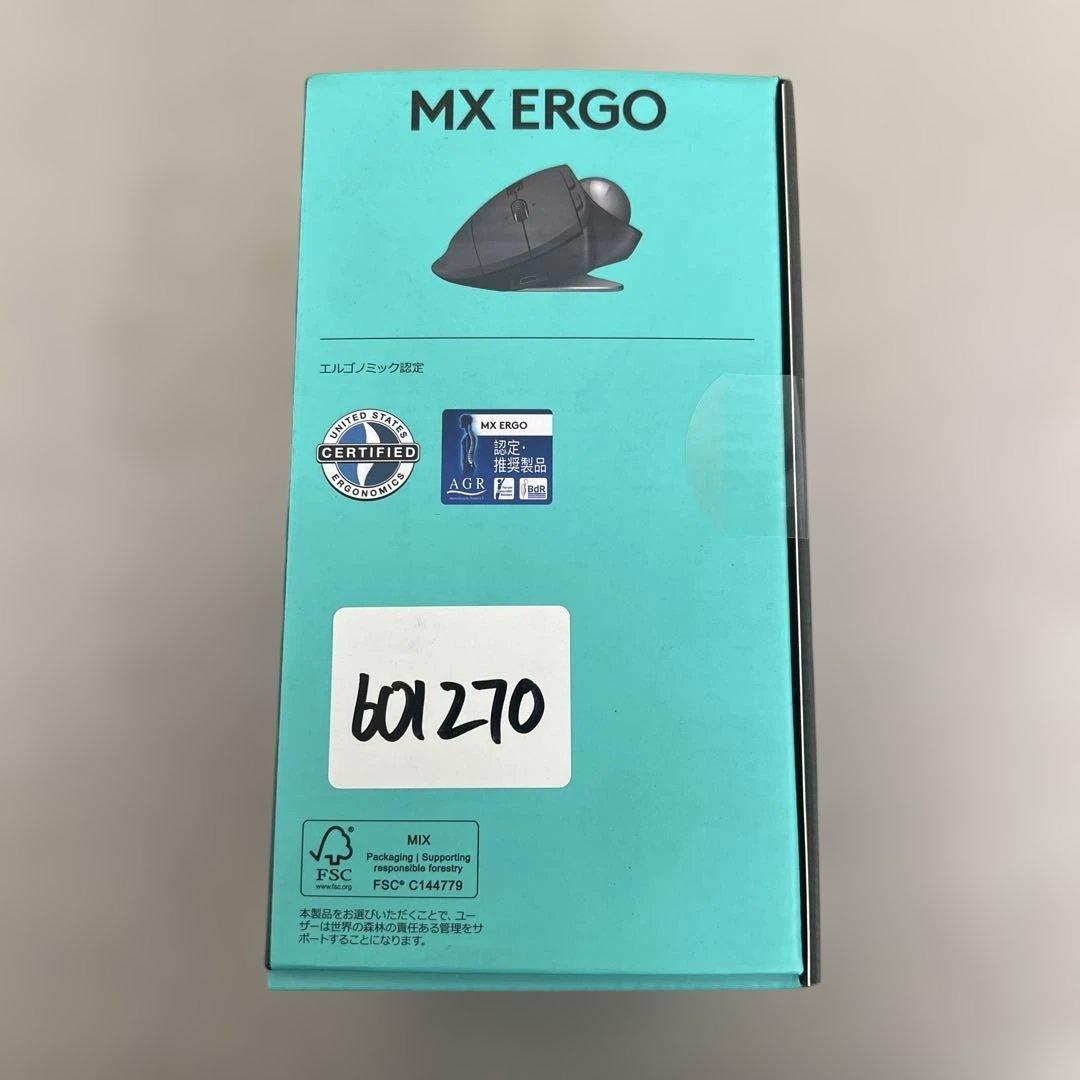 MX ERGO
エルゴノミック認定
UNITED STATES
CERTIFIED
ERGONOMICS
MX ERGO
認定・
推奨製品
AGR
BdR
601270
MIX
Packaging | Supporting
responsible forestry
FSC® C144779
FSC
www.fsc.org
本製品をお選びいただくことで、ユー
ザーは世界の森林の責任ある管理をサ
ポートすることになります。